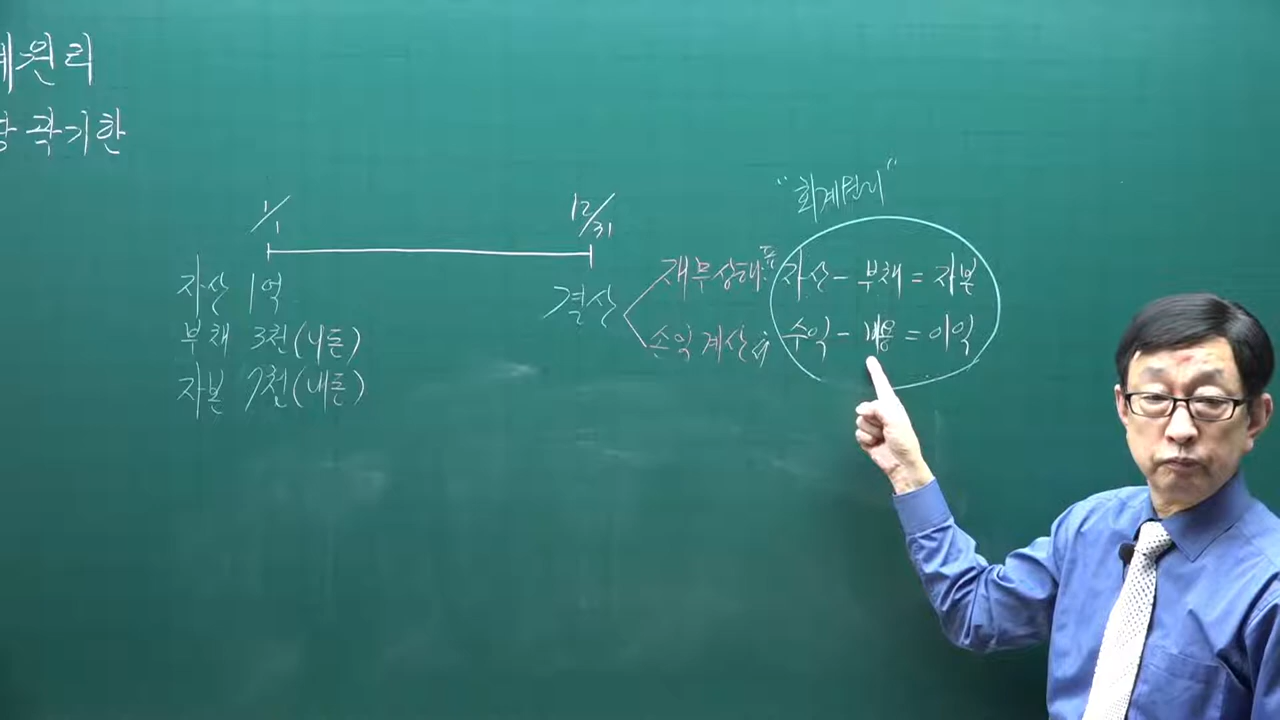 계원리
곽기한
1/1
12/31
"회계원리"
자산 1억
부채 3천(너돈)
자본 7천(내돈)
결산
재무상태표 자산 - 부채 = 자본
손익계산서 수익 - 비용 = 이익